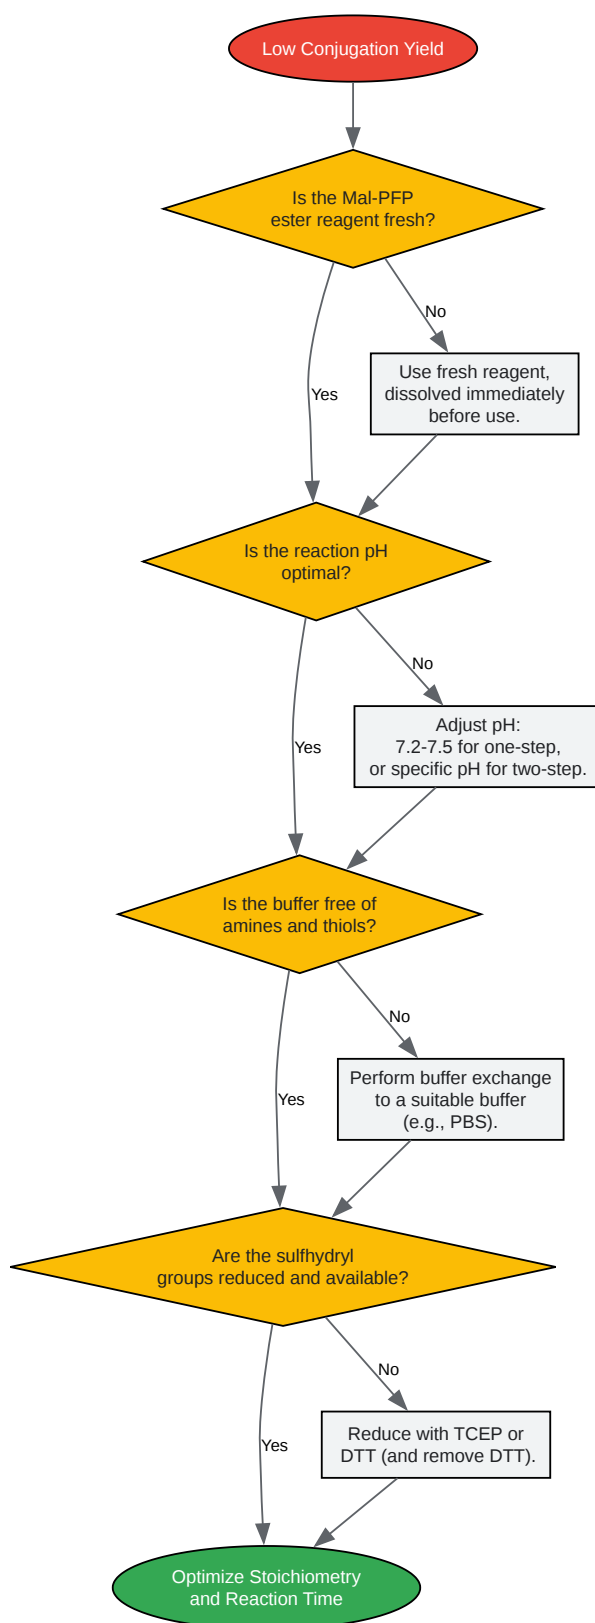 Low Conjugation Yield
Is the Mal-PFP
ester reagent fresh?
No
Yes
Use fresh reagent,
dissolved immediately
before use.
Is the reaction pH
optimal?
No
Yes
Adjust pH:
7.2-7.5 for one-step,
or specific pH for two-step.
Is the buffer free of
amines and thiols?
No
Yes
Perform buffer exchange
to a suitable buffer
(e.g., PBS).
Are the sulfhydryl
groups reduced and available?
No
Yes
Reduce with TCEP or
DTT (and remove DTT).
Optimize Stoichiometry
and Reaction Time